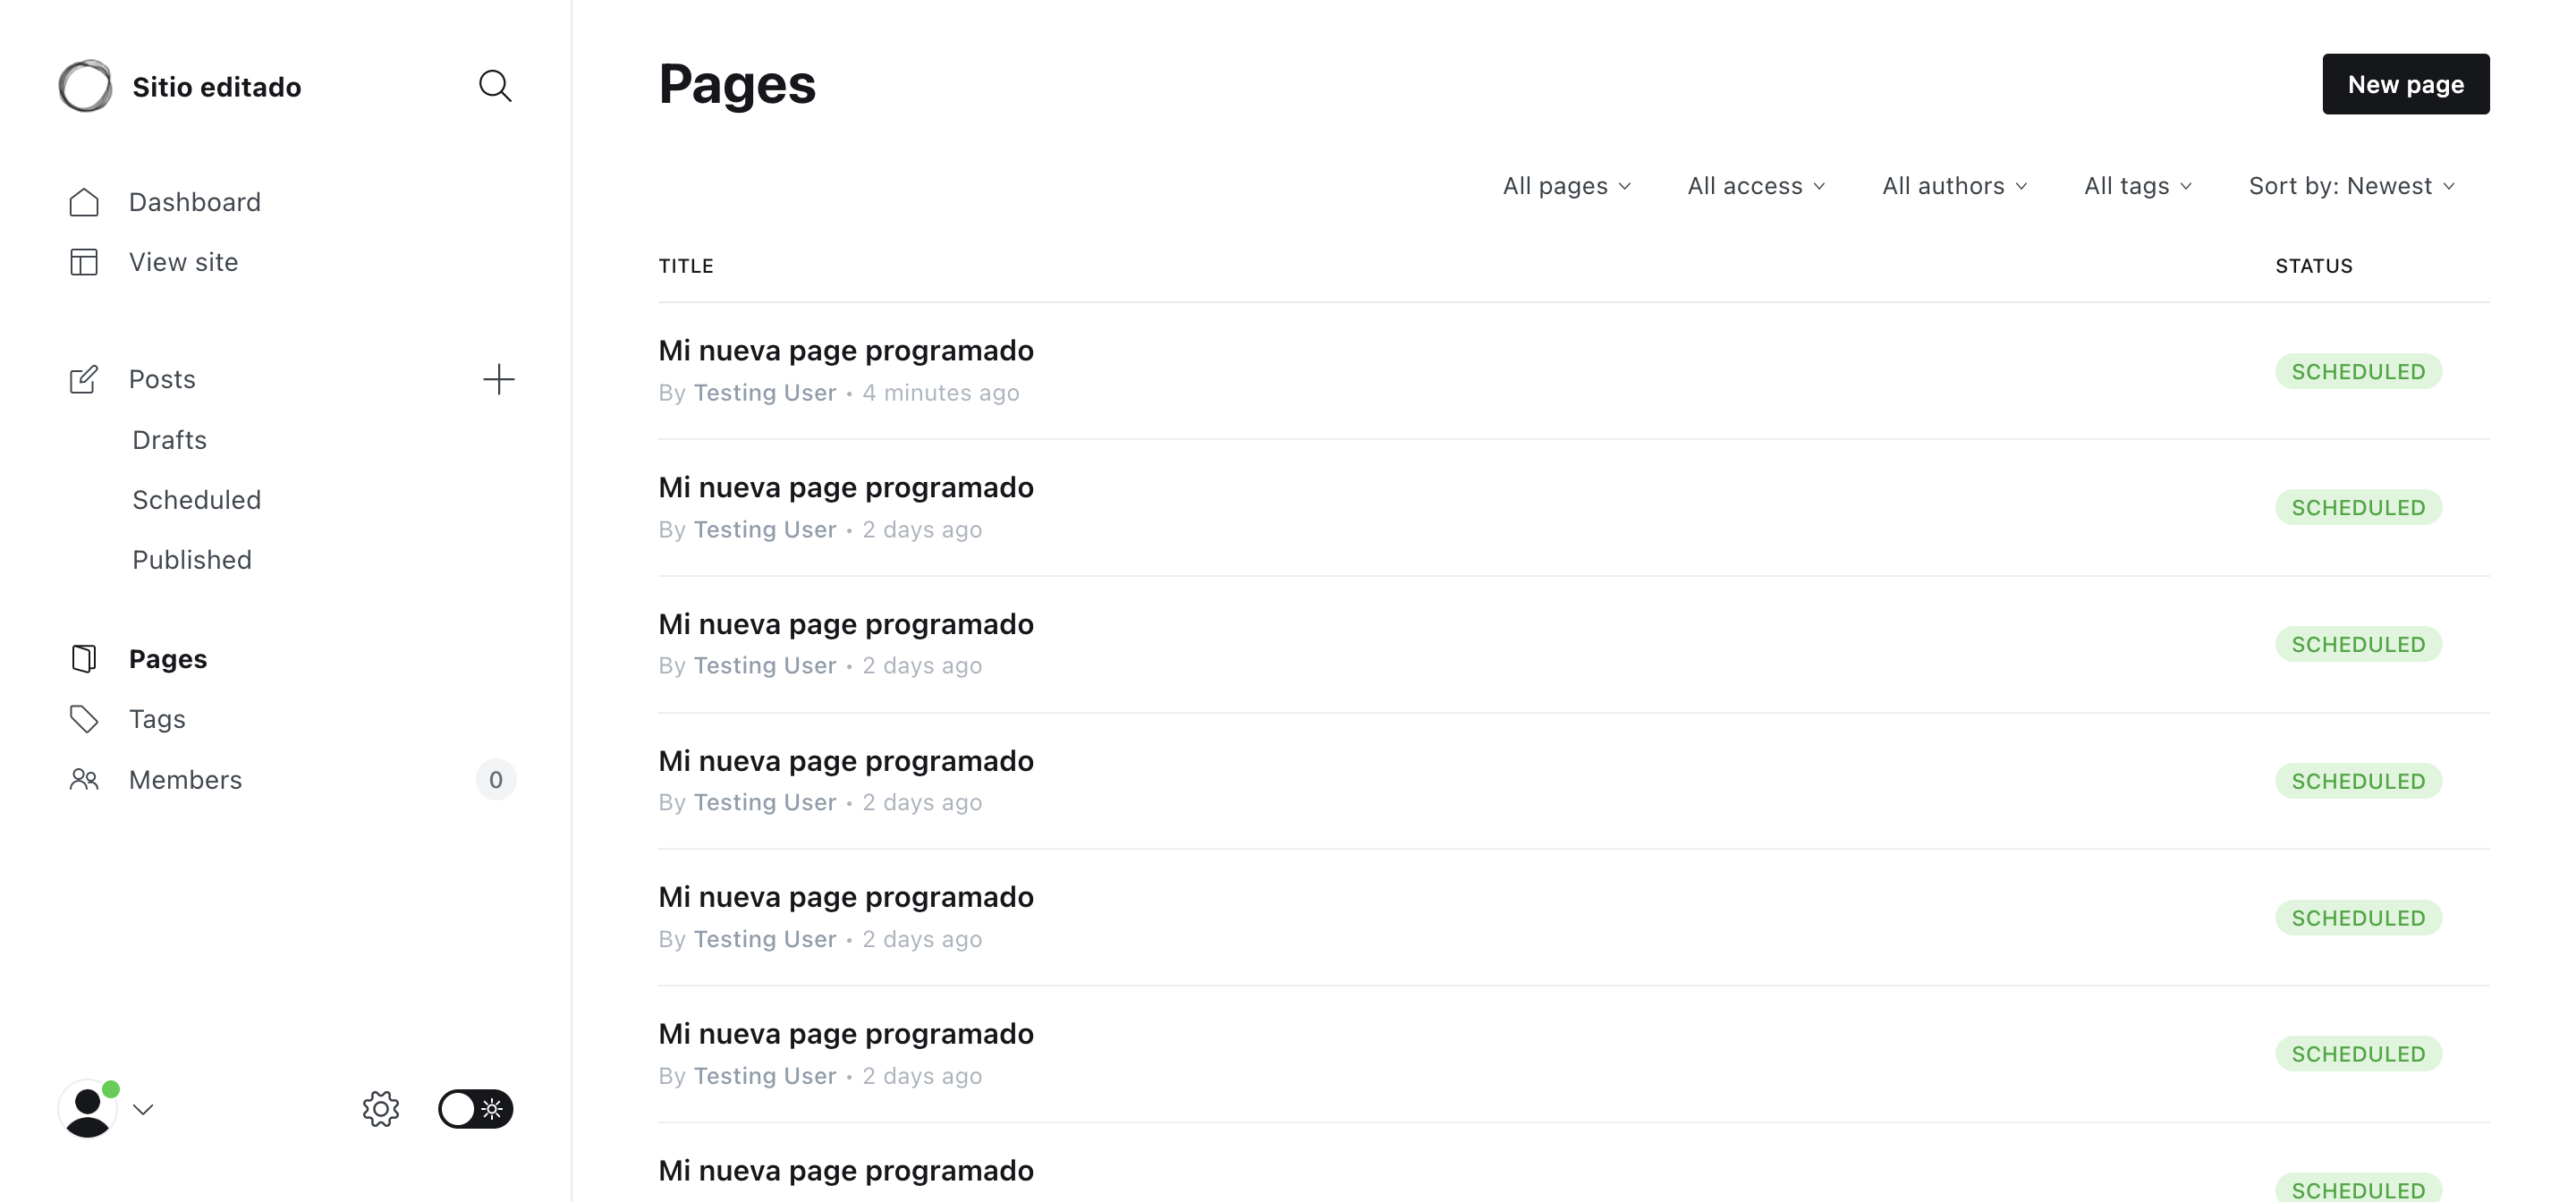 Sitio editado
Dashboard
View site
Posts
Drafts
Scheduled
Published
Pages
Tags
Members 0
Pages
New page
All pages All access All authors All tags Sort by: Newest
TITLE STATUS
Mi nueva page programado
SCHEDULED
By Testing User • 4 minutes ago
Mi nueva page programado
SCHEDULED
By Testing User • 2 days ago
Mi nueva page programado
SCHEDULED
By Testing User • 2 days ago
Mi nueva page programado
SCHEDULED
By Testing User • 2 days ago
Mi nueva page programado
SCHEDULED
By Testing User • 2 days ago
Mi nueva page programado
SCHEDULED
By Testing User • 2 days ago
Mi nueva page programado
SCHEDULED